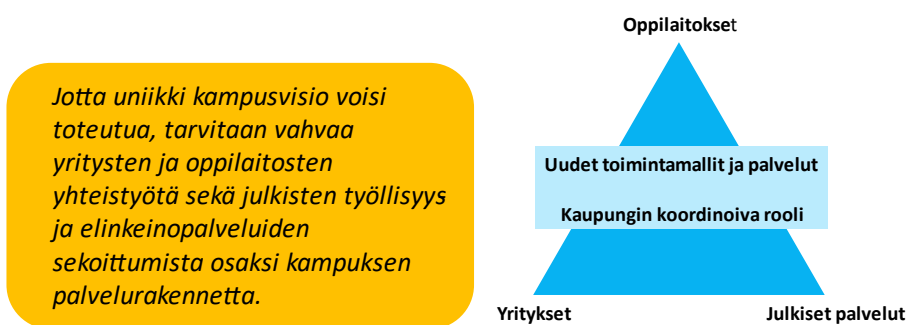 Jotta uniikki kampusvisio voisi
toteutua, tarvitaan vahvaa
yritysten ja oppilaitosten
yhteistyötä sekä julkisten työllisyys-
ja elinkeinopalveluiden
sekoittumista osaksi kampuksen
palvelurakennetta.
Oppilaitokset
Uudet toimintamallit ja palvelut
Kaupungin koordinoiva rooli
Yritykset
Julkiset palvelut